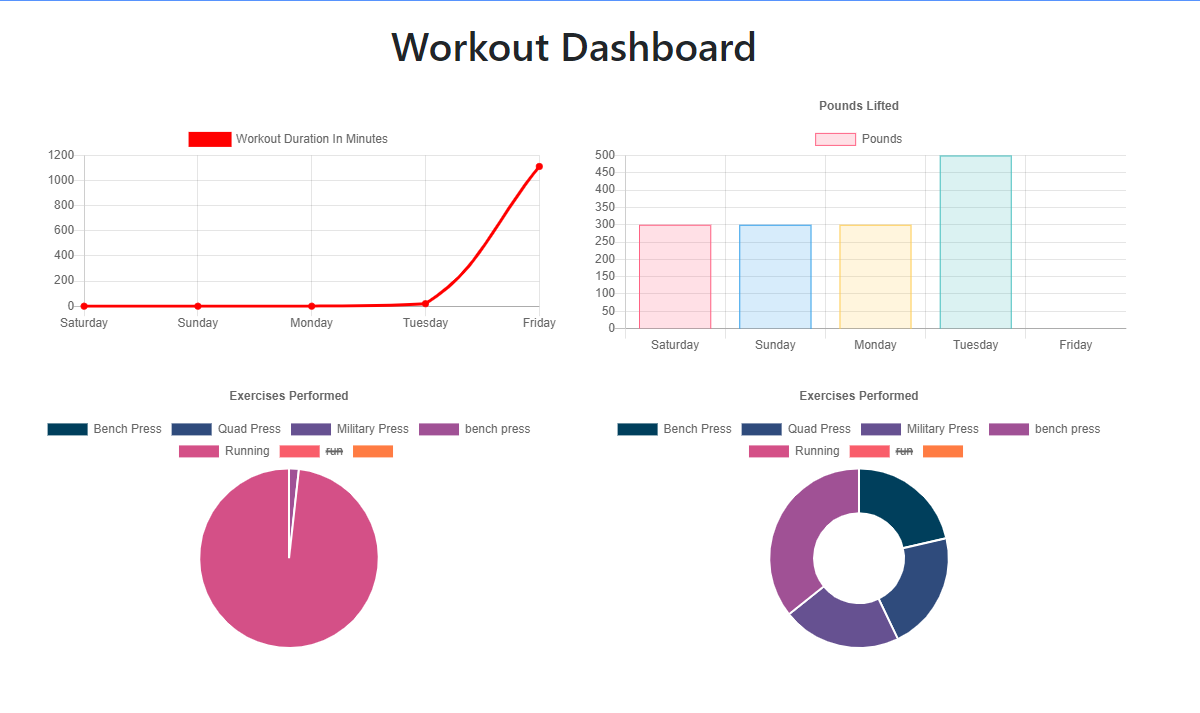 Workout Dashboard
Workout Duration In Minutes
1200
1000
800
600
400
200
0
Saturday Sunday Monday Tuesday Friday
Pounds Lifted
Pounds
500
450
400
350
300
250
200
150
100
50
0
Saturday Sunday Monday Tuesday Friday
Exercises Performed
Bench Press Quad Press Military Press bench press
Running run
Exercises Performed
Bench Press Quad Press Military Press bench press
Running run